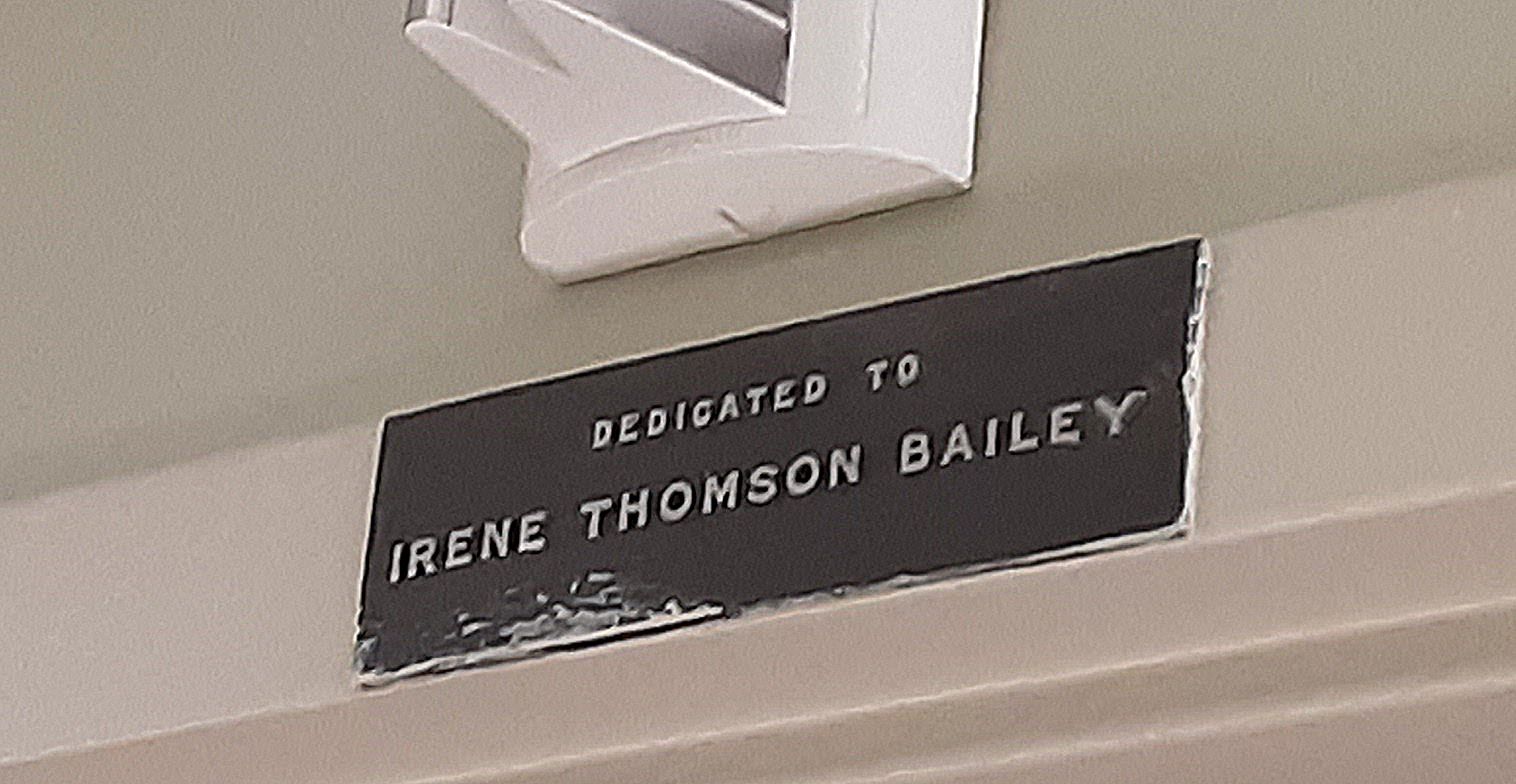 DEDICATED TO
IRENE THOMSON BAILEY